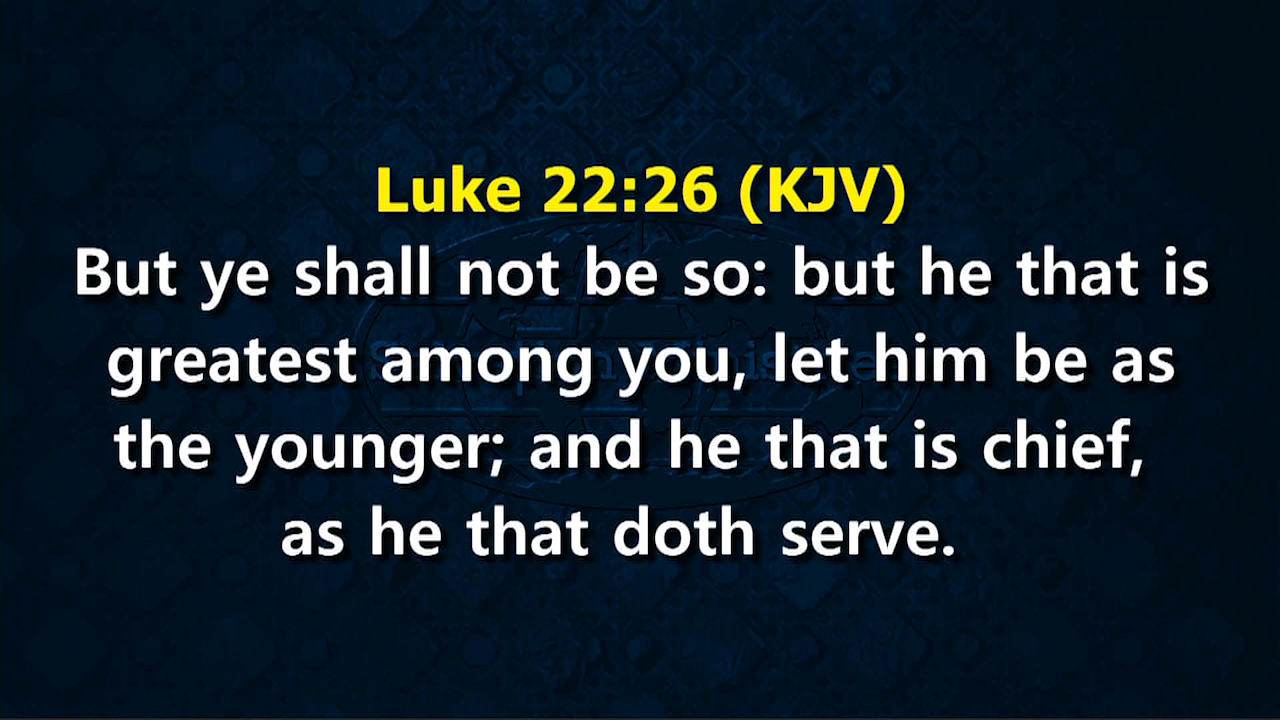 Luke 22:26 (KJV)
But ye shall not be so: but he that is
greatest among you, let him be as
the younger; and he that is chief,
as he that doth serve.